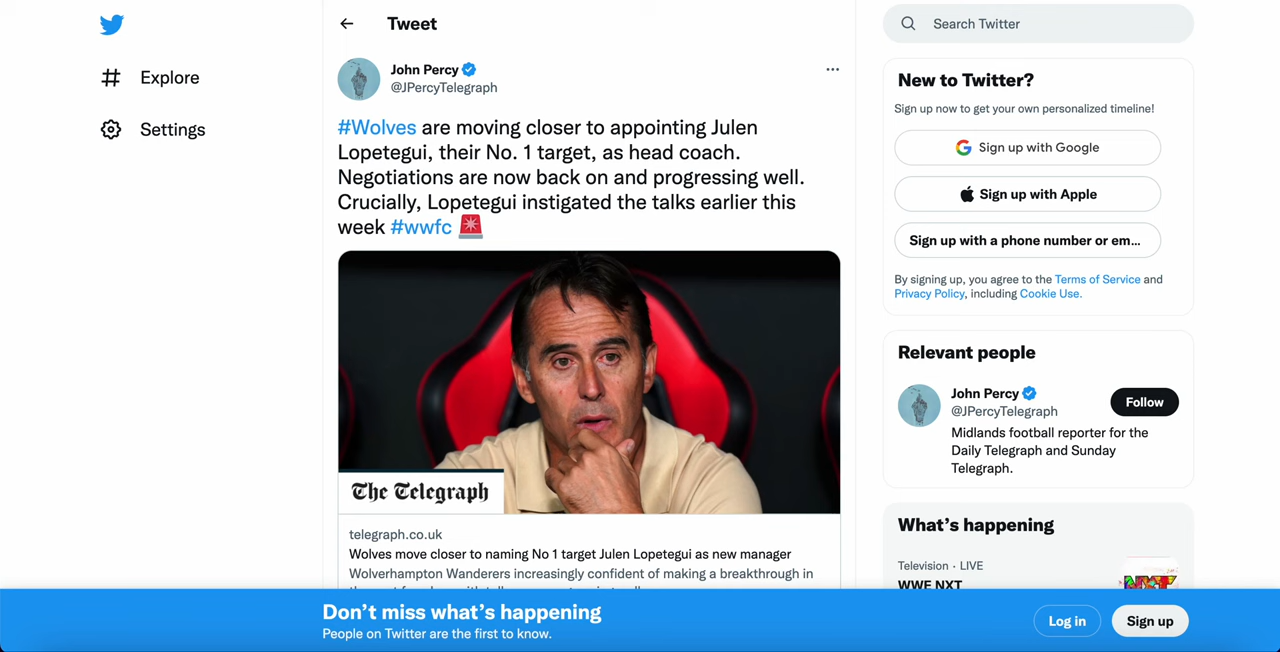 Tweet
Search Twitter
Explore
Settings
John Percy
@JPercyTelegraph
#Wolves are moving closer to appointing Julen
Lopetegui, their No. 1 target, as head coach.
Negotiations are now back on and progressing well.
Crucially, Lopetegui instigated the talks earlier this
week #wwfc
The Telegraph
telegraph.co.uk
Wolves move closer to naming No 1 target Julen Lopetegui as new manager
Wolverhampton Wanderers increasingly confident of making a breakthrough in
New to Twitter?
Sign up now to get your own personalized timeline!
Sign up with Google
Sign up with Apple
Sign up with a phone number or em...
By signing up, you agree to the Terms of Service and
Privacy Policy, including Cookie Use.
Relevant people
John Percy
@JPercyTelegraph
Follow
Midlands football reporter for the
Daily Telegraph and Sunday
Telegraph.
What's happening
Television · LIVE
WWE NXT
NXT
Don't miss what's happening
People on Twitter are the first to know.
Log in
Sign up